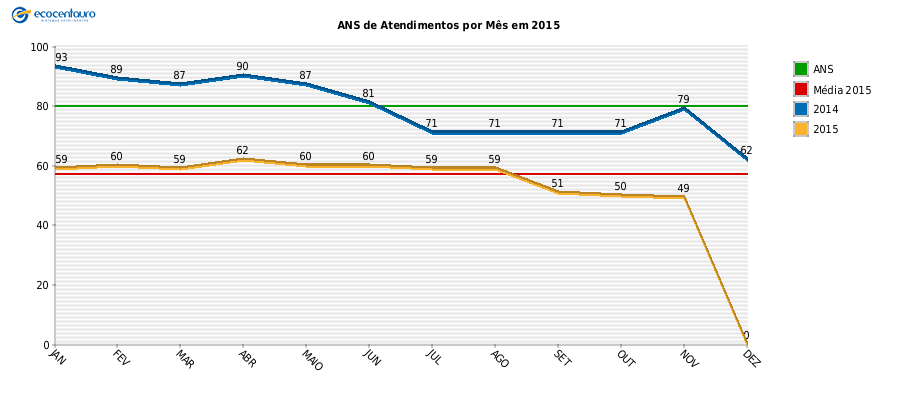 ecocentauro
ANS de Atendimentos por Mês em 2015
100
80
60
40
20
0
93 89 87 90 87 81 71 71 71 71 79 62
59 60 59 62 60 60 59 59 51 50 49 0
JAN FEV MAR ABR MAIO JUN JUL AGO SET OUT NOV DEZ
ANS
Média 2015
2014
2015